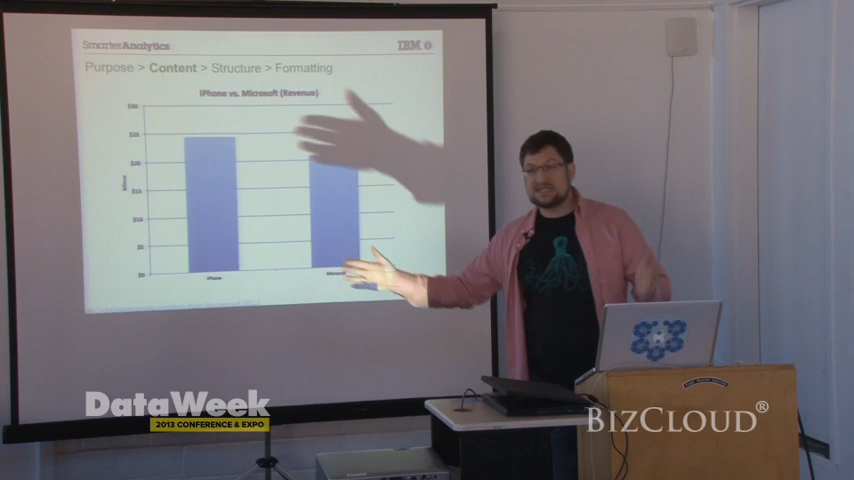 SmarterAnalytics
IBM
Purpose > Content > Structure > Formatting
iPhone vs. Microsoft (Revenue)
$30
$25
$20
$15
$10
$5
$0
iPhone
DataWeek
2013 CONFERENCE & EXPO
BIZCLOUD®